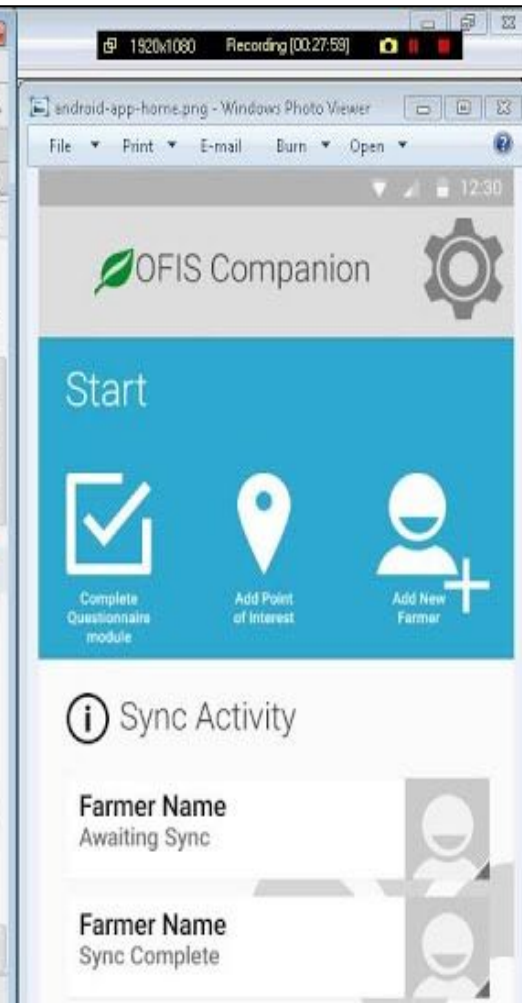 1920x1080 Recording [00:27:59]
android-app-home.png - Windows Photo Viewer
File Print E-mail Burn Open
12:30
OFIS Companion
Start
Complete
Questionnaire
module
Add Point
of Interest
Add New
Farmer
Sync Activity
Farmer Name
Awaiting Sync
Farmer Name
Sync Complete